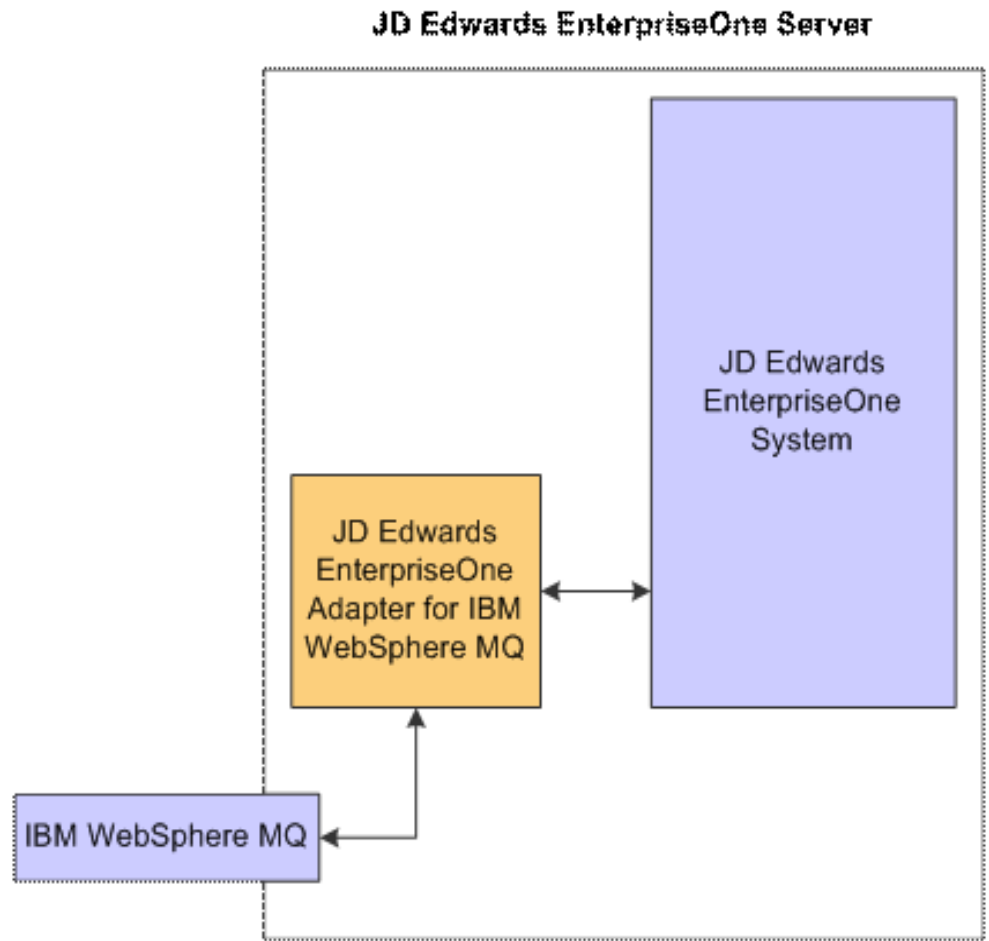 JD Edwards EnterpriseOne Server
JD Edwards
EnterpriseOne
System
JD Edwards
EnterpriseOne
Adapter for IBM
WebSphere MQ
IBM WebSphere MQ